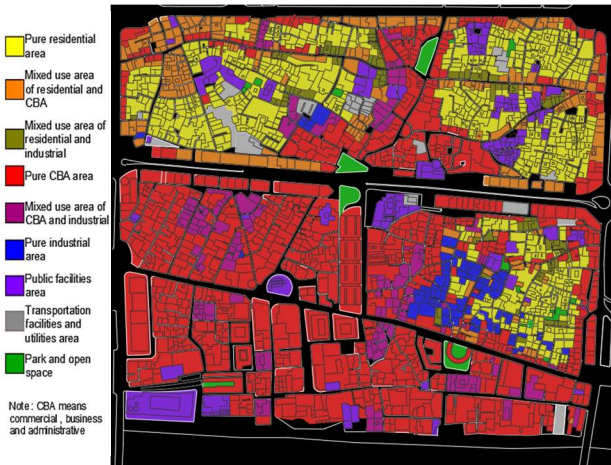 Pure residential
area
Mixed use area
of residential and
CBA
Mixed use area of
residential and
industrial
Pure CBA area
Mixed use area of
CBA and industrial
Pure industrial
area
Public facilities
area
Transportation
facilities and
utilities area
Park and open
space
Note : CBA means
commercial , business
and administrative